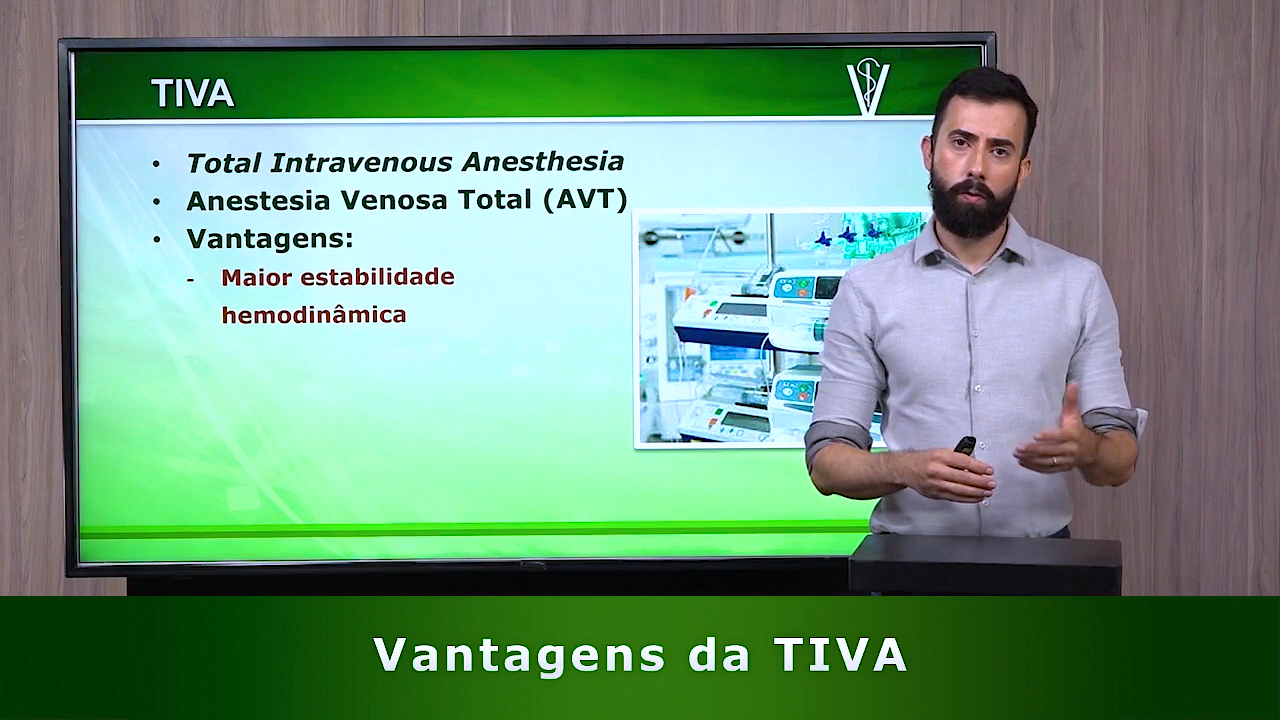 TIVA
V
• Total Intravenous Anesthesia
• Anestesia Venosa Total (AVT)
• Vantagens:
- Maior estabilidade
hemodinâmica
Vantagens da TIVA